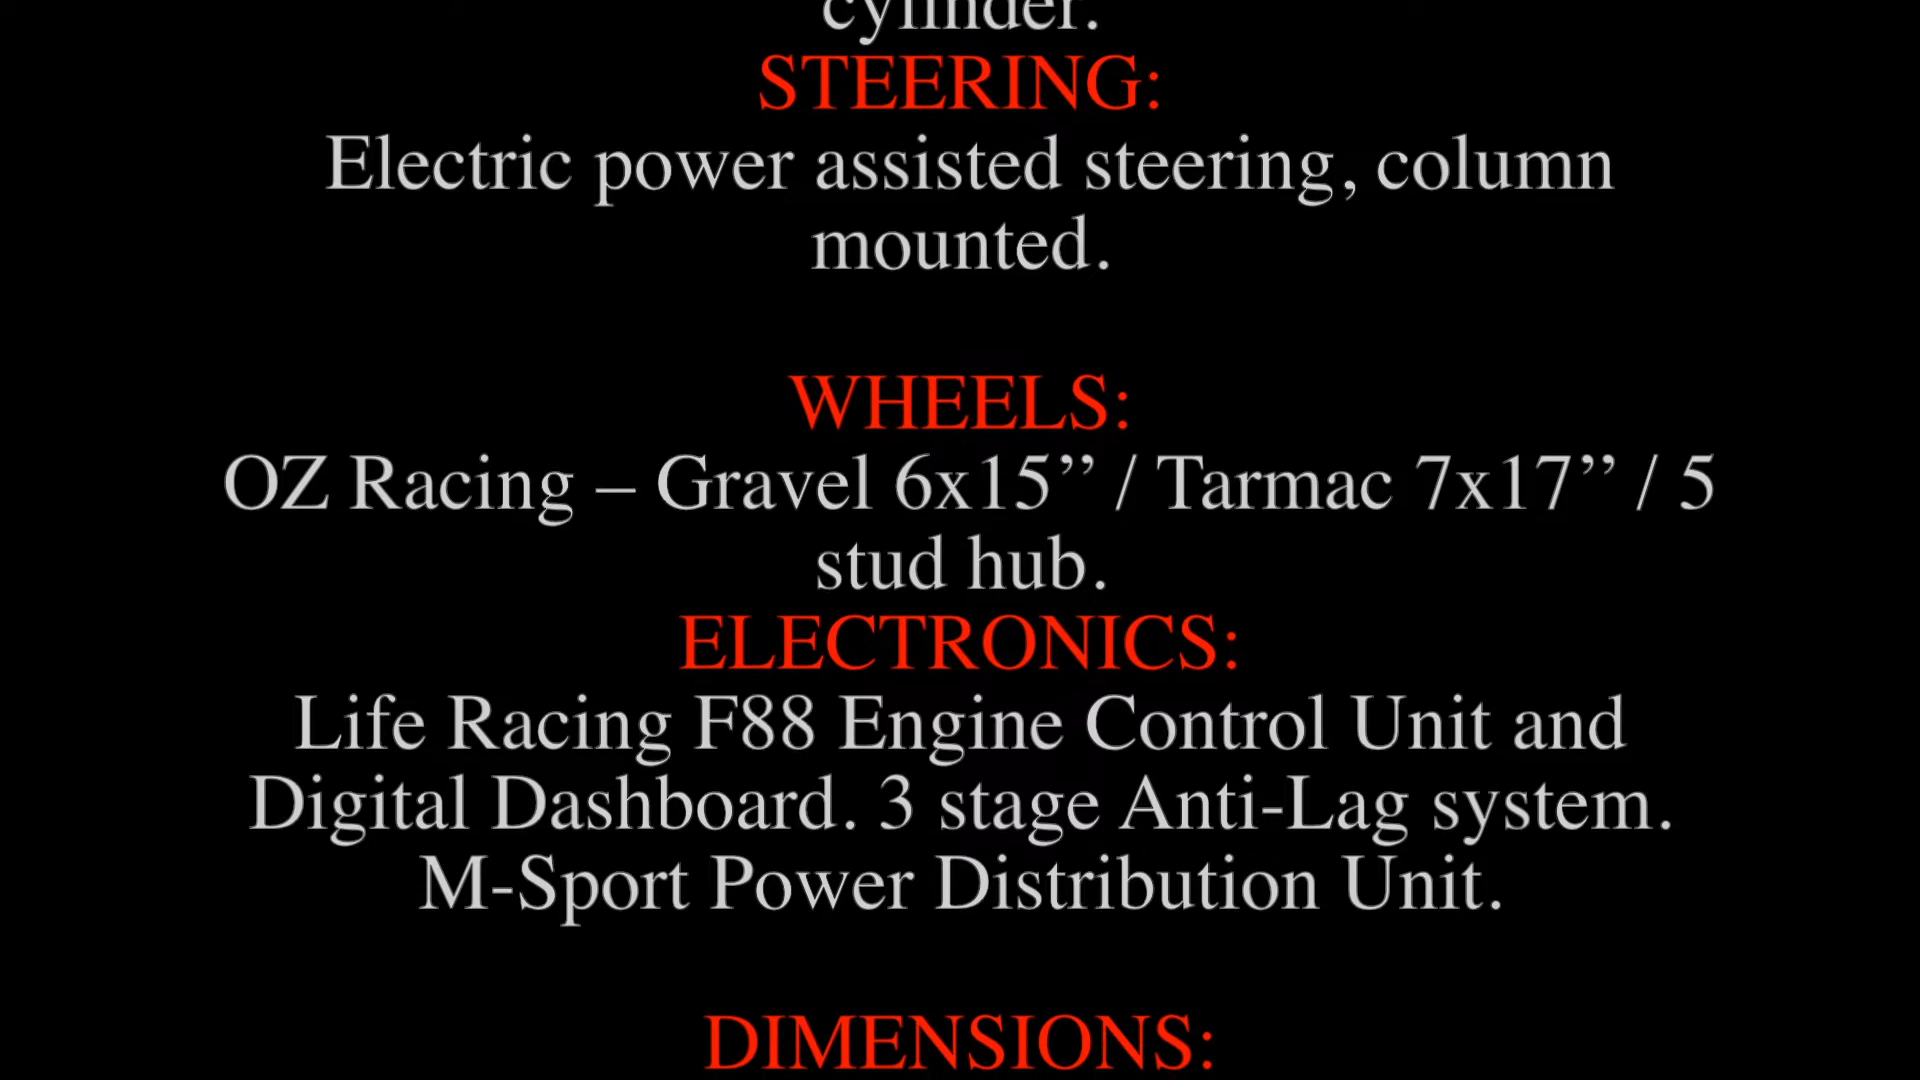 cylinder.
STEERING:
Electric power assisted steering, column
mounted.
WHEELS:
OZ Racing – Gravel 6x15’’ / Tarmac 7x17’’ / 5
stud hub.
ELECTRONICS:
Life Racing F88 Engine Control Unit and
Digital Dashboard. 3 stage Anti-Lag system.
M-Sport Power Distribution Unit.
DIMENSIONS: